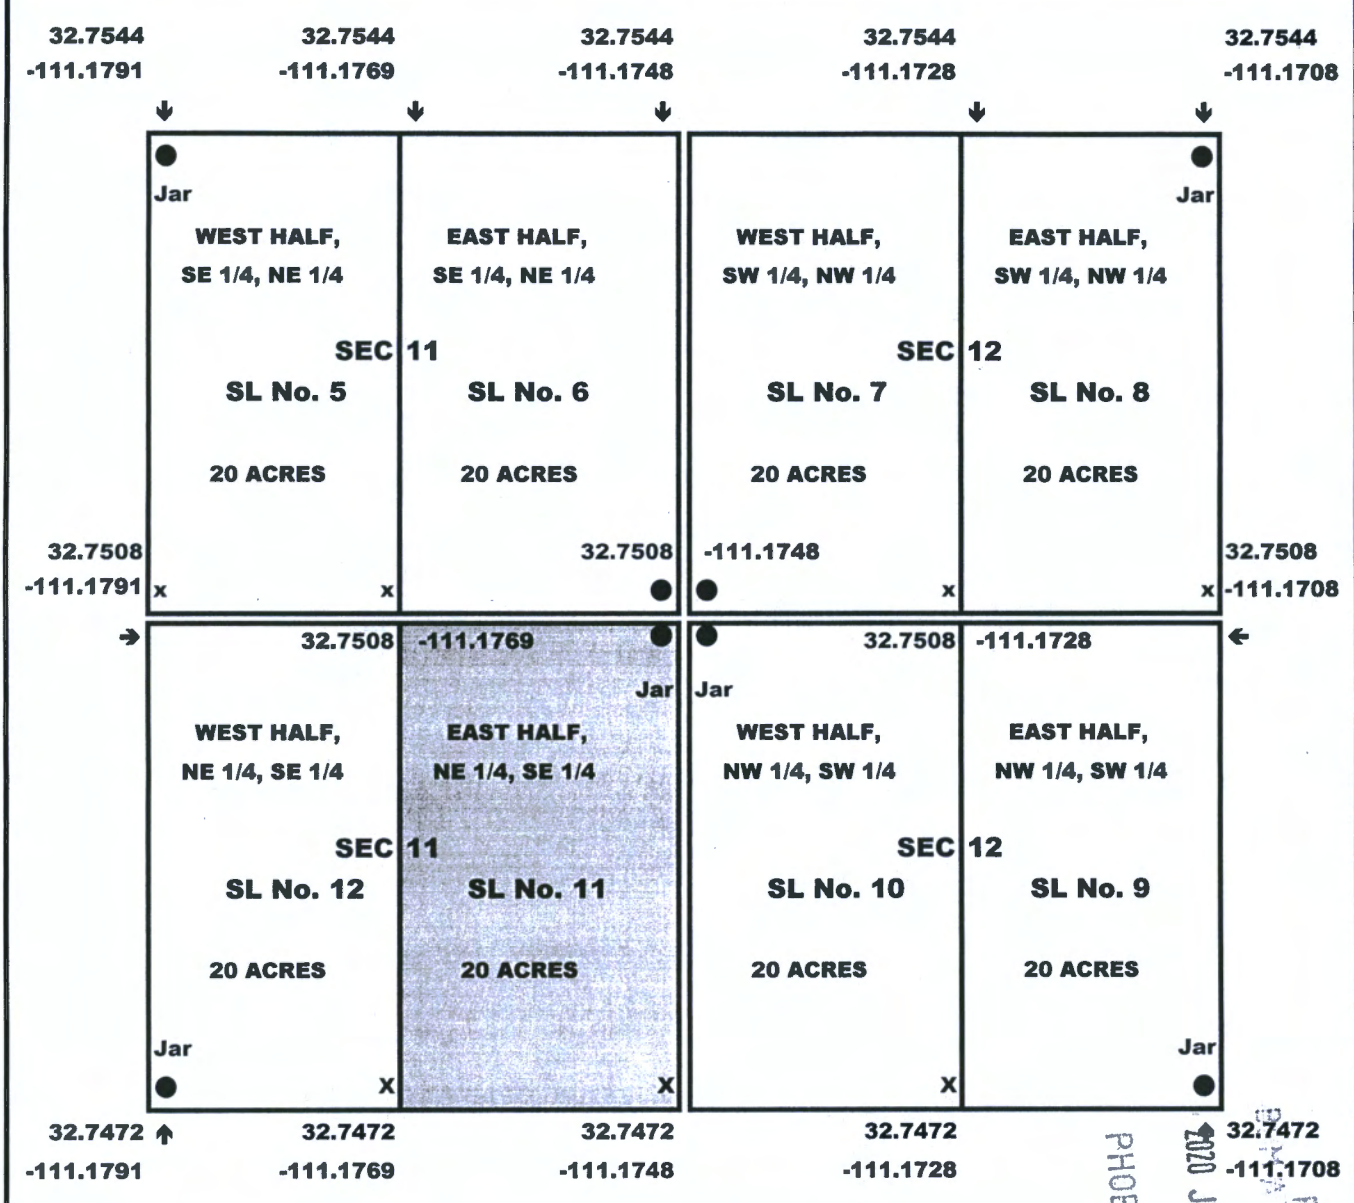 32.7544 32.7544 32.7544 32.7544 32.7544
-111.1791 -111.1769 -111.1748 -111.1728 -111.1708
Jar Jar
WEST HALF, EAST HALF, WEST HALF, EAST HALF,
SE 1/4, NE 1/4 SE 1/4, NE 1/4 SW 1/4, NW 1/4 SW 1/4, NW 1/4
SEC 11 SEC 12
SL No. 5 SL No. 6 SL No. 7 SL No. 8
20 ACRES 20 ACRES 20 ACRES 20 ACRES
32.7508 32.7508 -111.1748 32.7508
-111.1791 x x x x -111.1708
32.7508 -111.1769 32.7508 -111.1728
Jar Jar
WEST HALF, EAST HALF, WEST HALF, EAST HALF,
NE 1/4, SE 1/4 NE 1/4, SE 1/4 NW 1/4, SW 1/4 NW 1/4, SW 1/4
SEC 11 SEC 12
SL No. 12 SL No. 11 SL No. 10 SL No. 9
20 ACRES 20 ACRES 20 ACRES 20 ACRES
Jar Jar
X X X
32.7472 32.7472 32.7472 32.7472 32.7472
-111.1791 -111.1769 -111.1748 -111.1728 -111.1708
2020